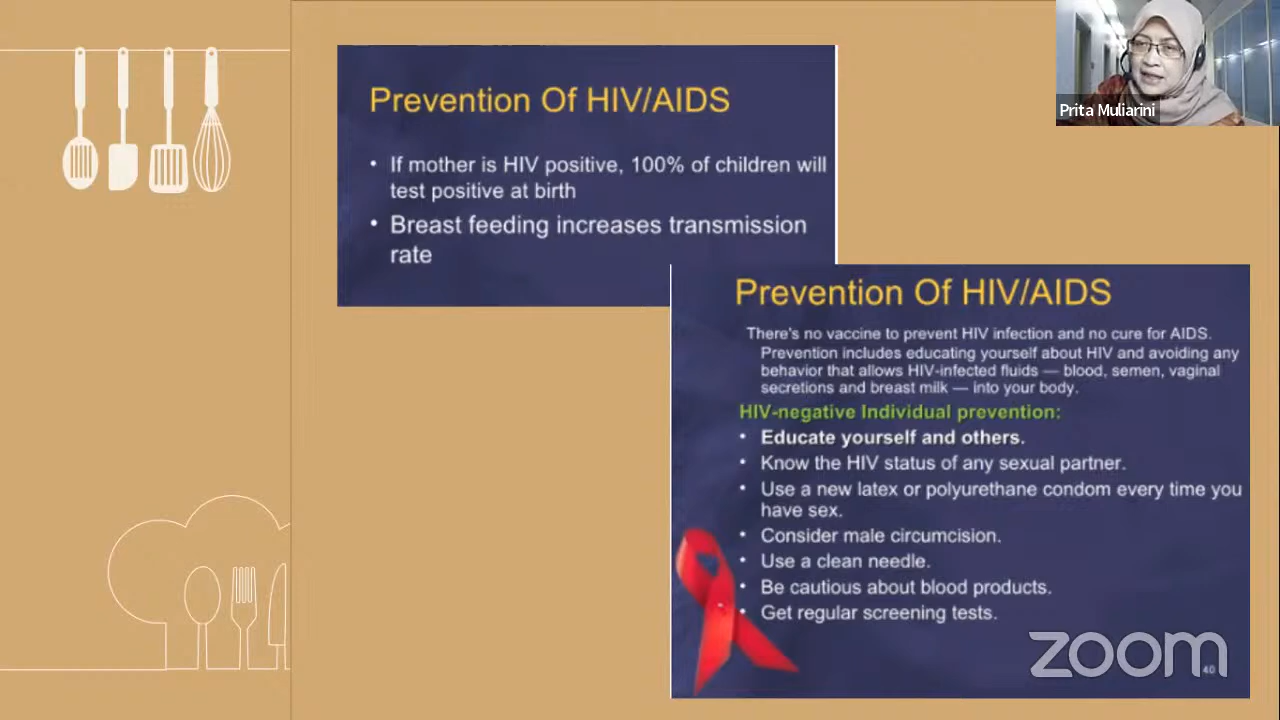 Prita Muliarini
Prevention Of HIV/AIDS
• If mother is HIV positive, 100% of children will
test positive at birth
• Breast feeding increases transmission
rate
Prevention Of HIV/AIDS
There's no vaccine to prevent HIV infection and no cure for AIDS.
Prevention includes educating yourself about HIV and avoiding any
behavior that allows HIV-infected fluids — blood, semen, vaginal
secretions and breast milk — into your body.
HIV-negative Individual prevention:
• Educate yourself and others.
• Know the HIV status of any sexual partner.
• Use a new latex or polyurethane condom every time you
have sex.
• Consider male circumcision.
• Use a clean needle.
• Be cautious about blood products.
• Get regular screening tests.
zoom
40